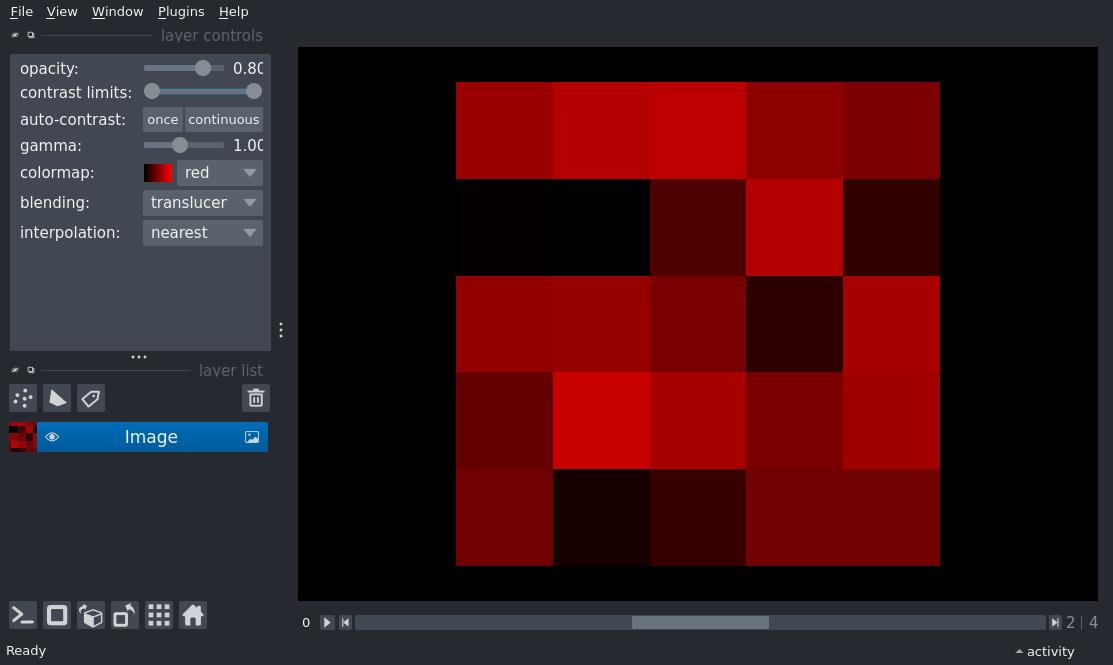 File View Window Plugins Help
layer controls
opacity: 0.80
contrast limits:
auto-contrast: once continuous
gamma: 1.00
colormap: red
blending: translucer
interpolation: nearest
layer list
Image
0 2 | 4
Ready activity